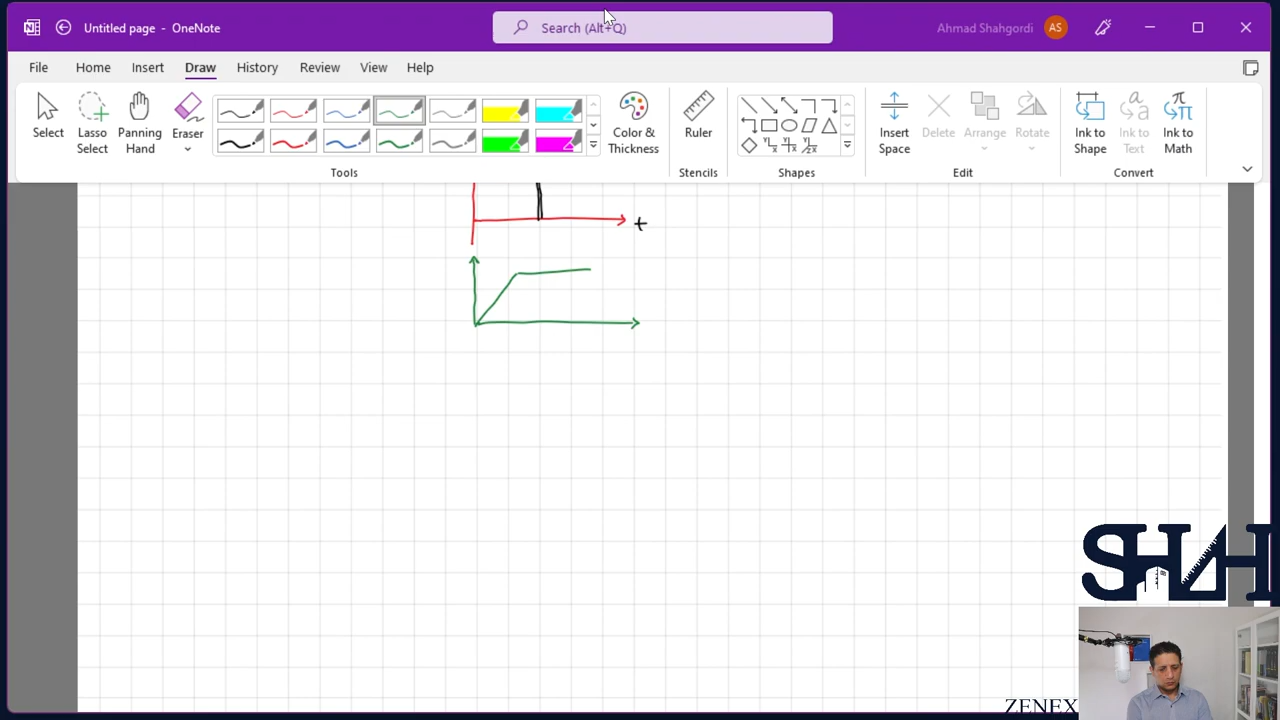 Untitled page - OneNote
Search (Alt+Q)
Ahmad Shahgordi
AS
File Home Insert Draw History Review View Help
Select
Lasso Select
Panning Hand
Eraser
Color & Thickness
Ruler
Insert Space
Delete
Arrange
Rotate
Ink to Shape
Ink to Text
Ink to Math
Tools
Stencils
Shapes
Edit
Convert
t
SHAH
ZENEX